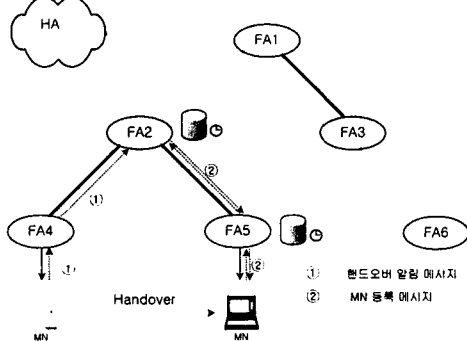 HA
FA1
FA2
FA3
②
①
FA4
FA5
FA6
①
②
① 핸드오버 알림 메시지
Handover
② MN 등록 메시지
MN
MN